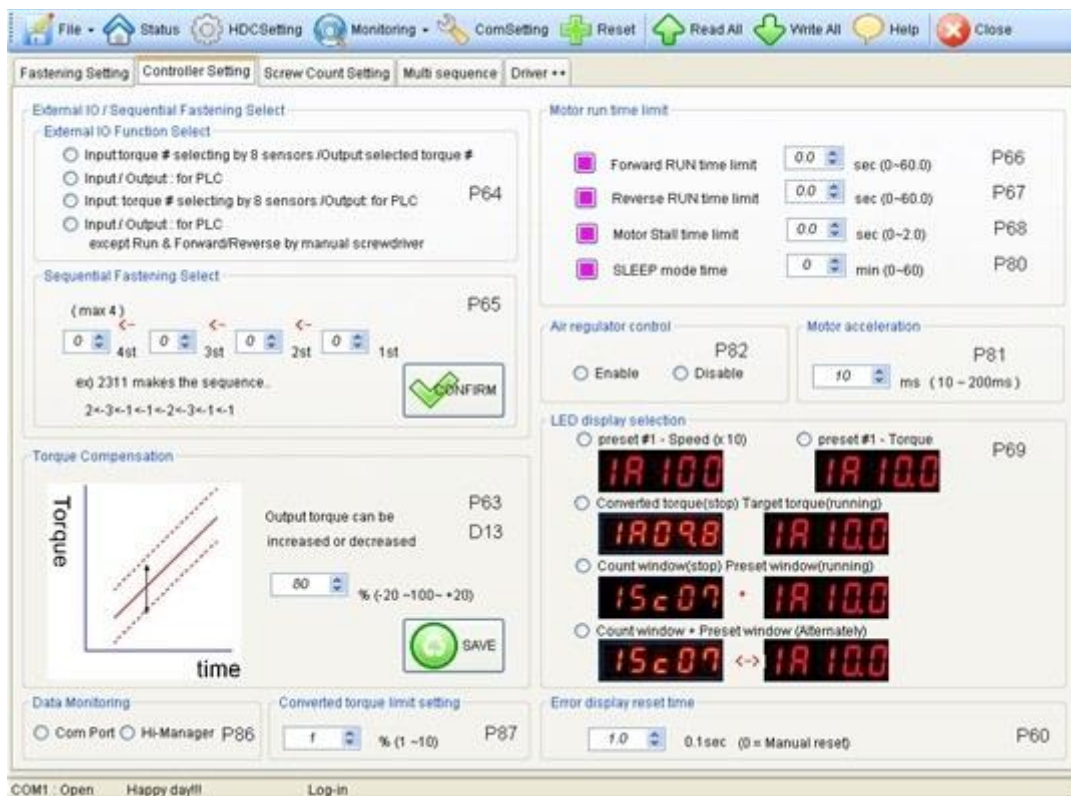 File Status HDCSetting Monitoring ComSetting Reset Read All Write All Help Close
Fastening Setting Controller Setting Screw Count Setting Multi sequence Driver ++
External IO / Sequential Fastening Select
External IO Function Select
Input torque # selecting by 8 sensors /Output selected torque #
Input / Output : for PLC
Input: torque # selecting by 8 sensors /Output: for PLC
Input / Output : for PLC
except Run & Forward/Reverse by manual screwdriver
P64
Sequential Fastening Select
P65
( max 4 )
<- <- <-
0 4st 0 3st 0 2st 0 1st
ex) 2311 makes the sequence..
2<-3<-1<-1<-2<-3<-1<-1
CONFIRM
Torque Compensation
Torque
time
Output torque can be
increased or decreased
P63
D13
80 % (-20 ~100~ +20)
SAVE
Data Monitoring
Com Port Hi-Manager P86
Converted torque limit setting
1 % (1 ~10) P87
Motor run time limit
Forward RUN time limit 0.0 sec (0~60.0) P66
Reverse RUN time limit 0.0 sec (0~60.0) P67
Motor Stall time limit 0.0 sec (0~2.0) P68
SLEEP mode time 0 min (0~60) P80
Air regulator control
P82
Enable Disable
Motor acceleration
P81
10 ms ( 10 ~ 200ms )
LED display selection
preset #1 - Speed (x 10) preset #1 - Torque P69
1A 100 1A 10.0
Converted torque(stop) Target torque(running)
1A09.8 1A 10.0
Count window(stop) Preset window(running)
1Sc07 * 1A 10.0
Count window + Preset window (Alternately)
1Sc07 <-> 1A 10.0
Error display reset time
1.0 0.1sec (0 = Manual reset) P60
COM1 : Open Happy day!!! Log-in